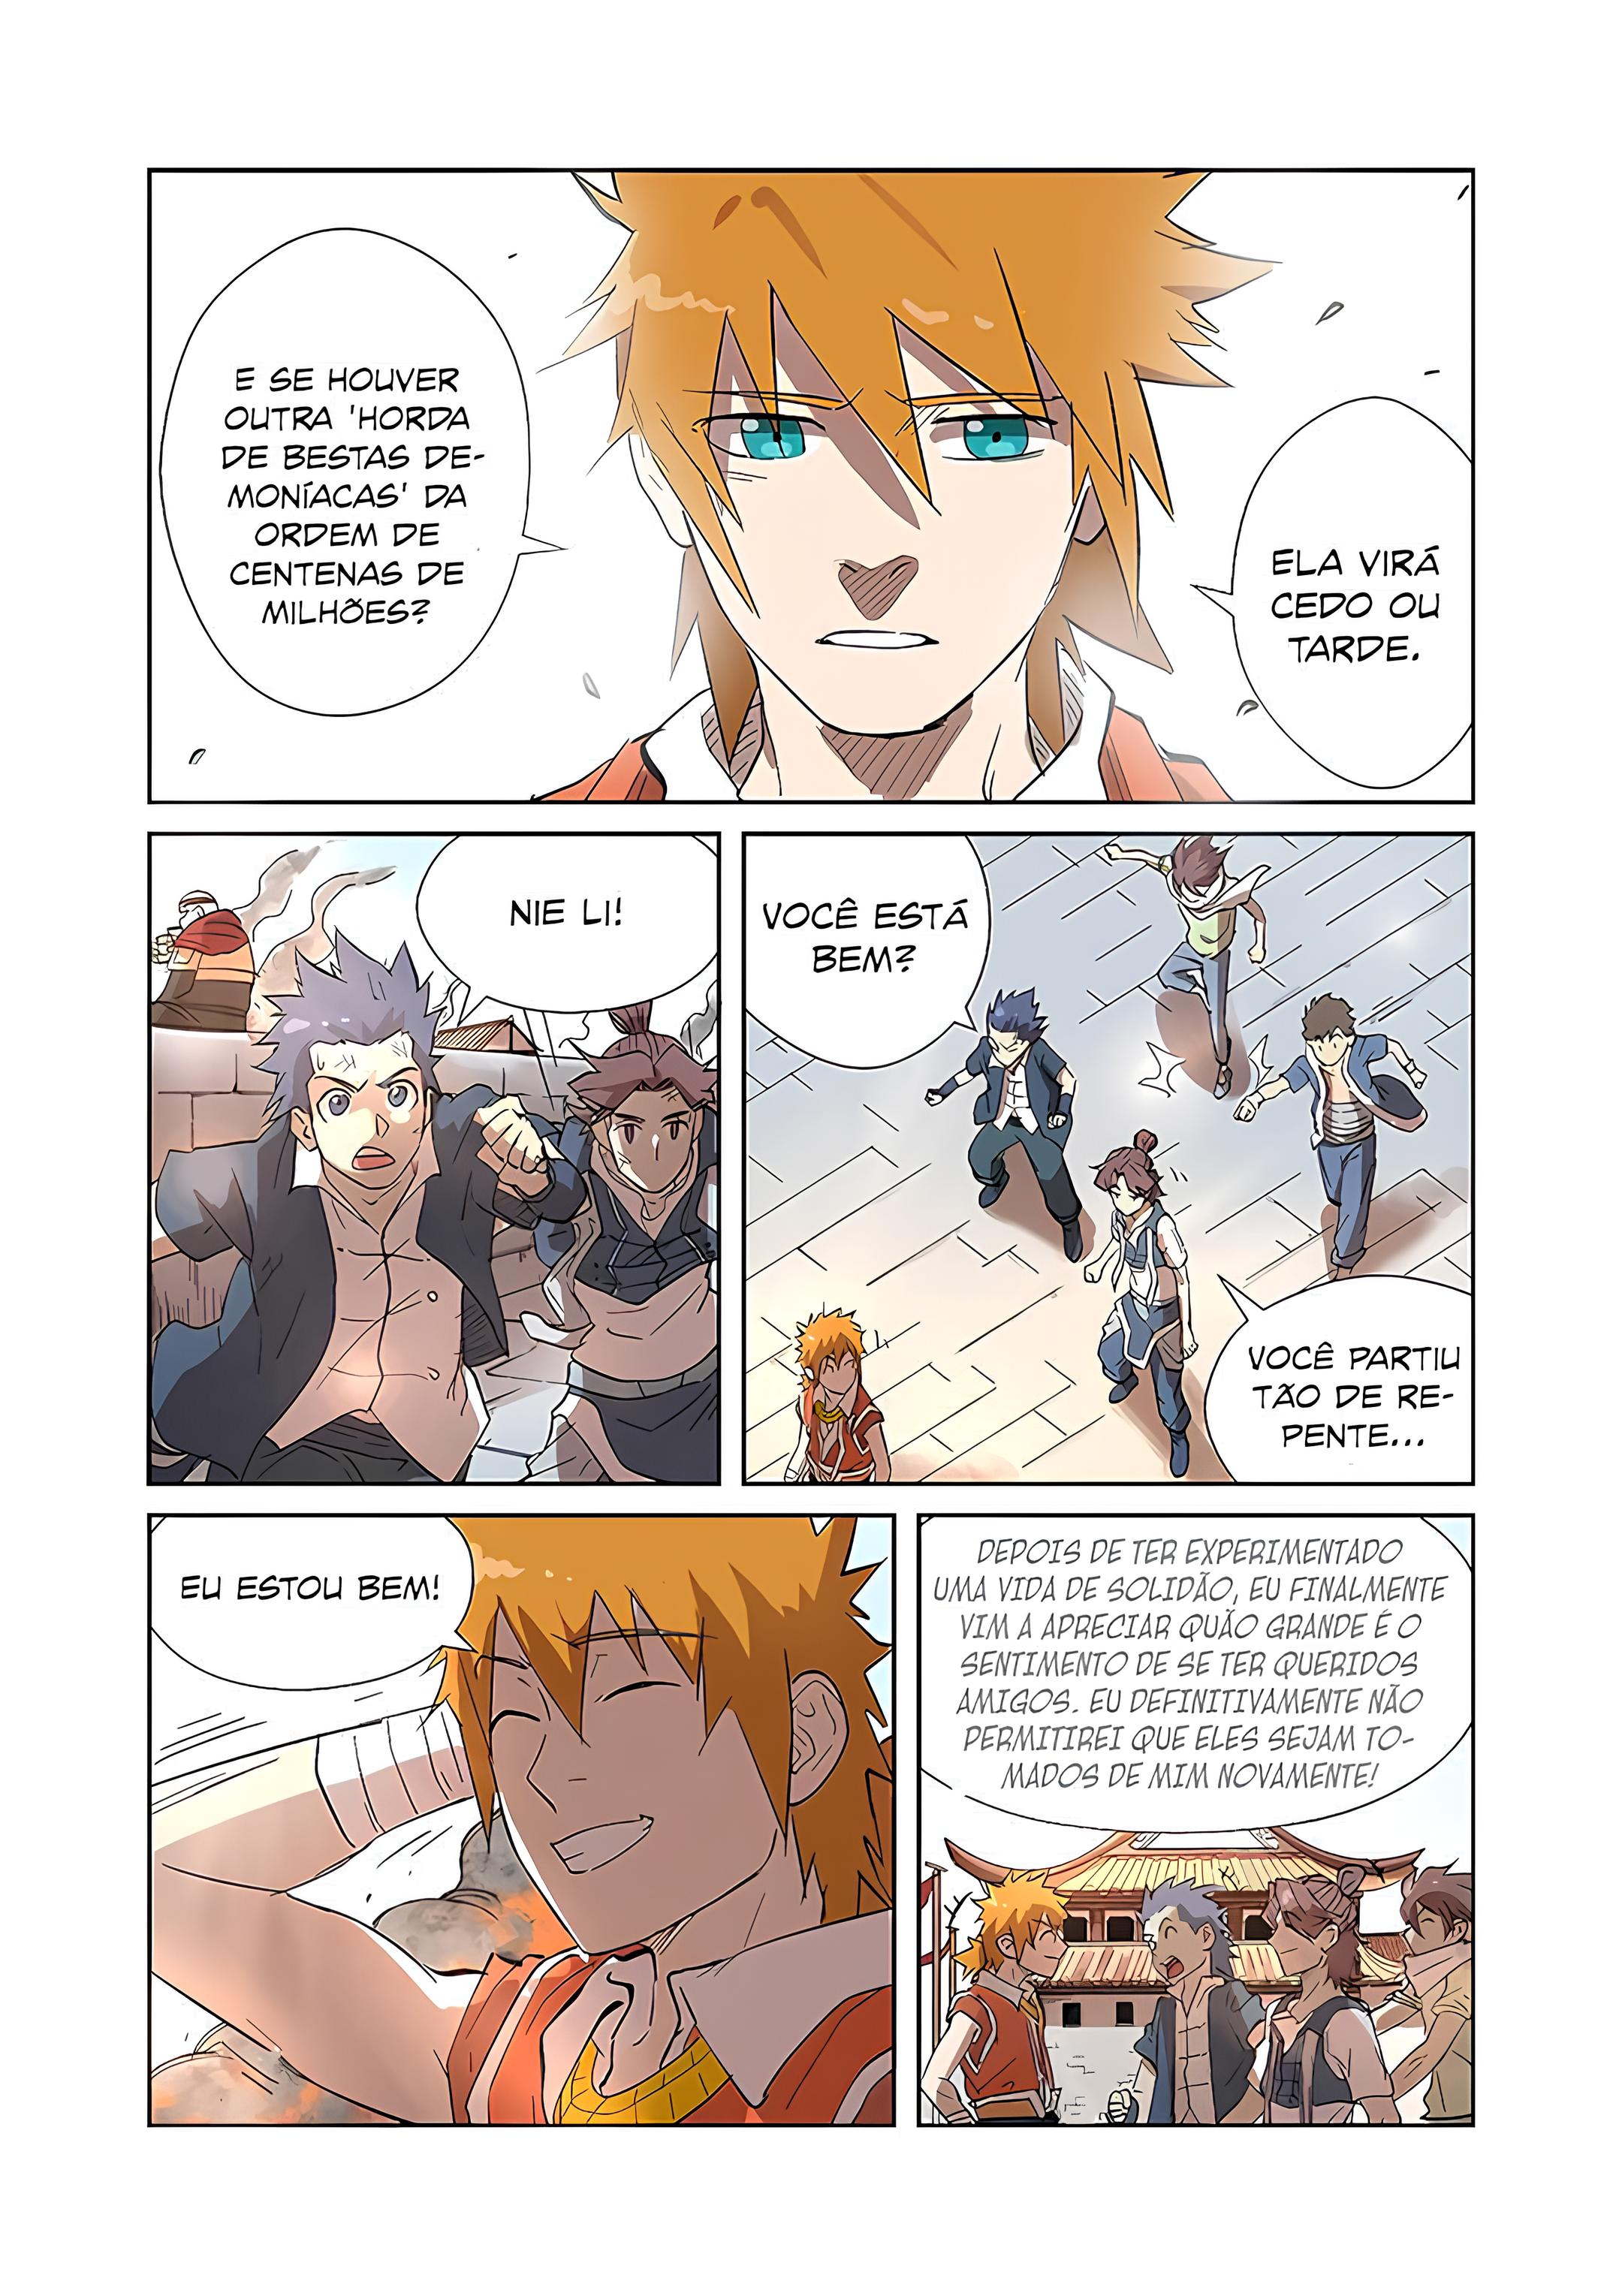 E SE HOUVER
OUTRA 'HORDA
DE BESTAS DE-
MONÍACAS' DA
ORDEM DE
CENTENAS DE
MILHÕES?
ELA VIRÁ
CEDO OU
TARDE.
NIE LI!
VOCÊ ESTÁ
BEM?
VOCÊ PARTIU
TÃO DE RE-
PENTE...
EU ESTOU BEM!
DEPOIS DE TER EXPERIMENTADO
UMA VIDA DE SOLIDÃO, EU FINALMENTE
VIM A APRECIAR QUÃO GRANDE É O
SENTIMENTO DE SE TER QUERIDOS
AMIGOS. EU DEFINITIVAMENTE NÃO
PERMITIREI QUE ELES SEJAM TO-
MADOS DE MIM NOVAMENTE!